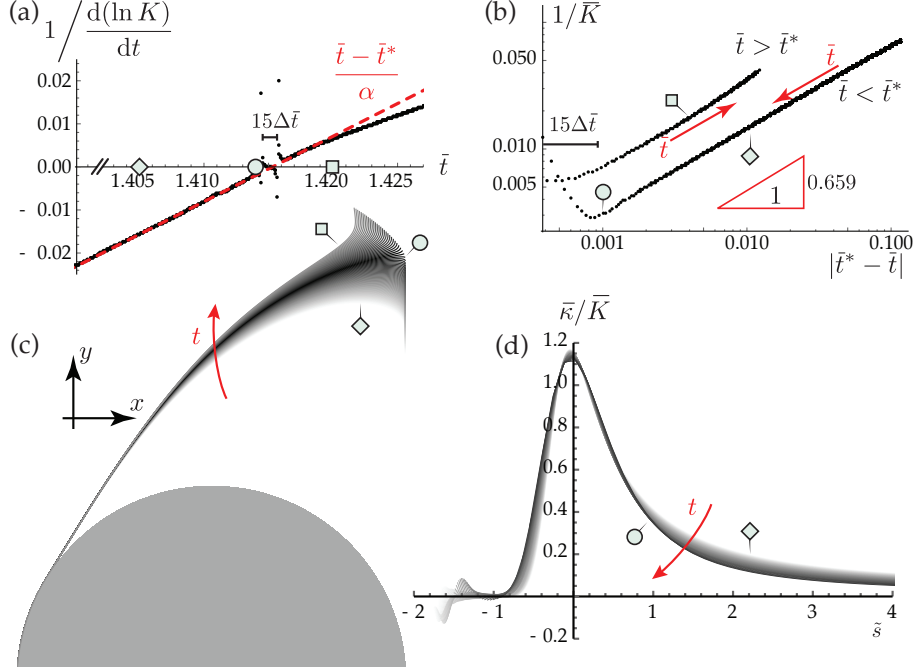 (a)
1 / d(ln K)/dt
0.02
0.01
0.00
- 0.01
- 0.02
1.405
1.410
1.420
1.425
t̄
15Δt̄
t̄ − t̄*
α
(b)
1/K̄
0.050
0.010
0.005
0.001
0.010
0.100
|t̄* − t̄|
15Δt̄
t̄ > t̄*
t̄
t̄ < t̄*
t̄
0.659
1
(c)
y
x
t
(d)
κ̄/K̄
1.2
1.0
0.8
0.6
0.4
0.2
- 0.2
- 2
- 1
1
2
3
4
s̃
t